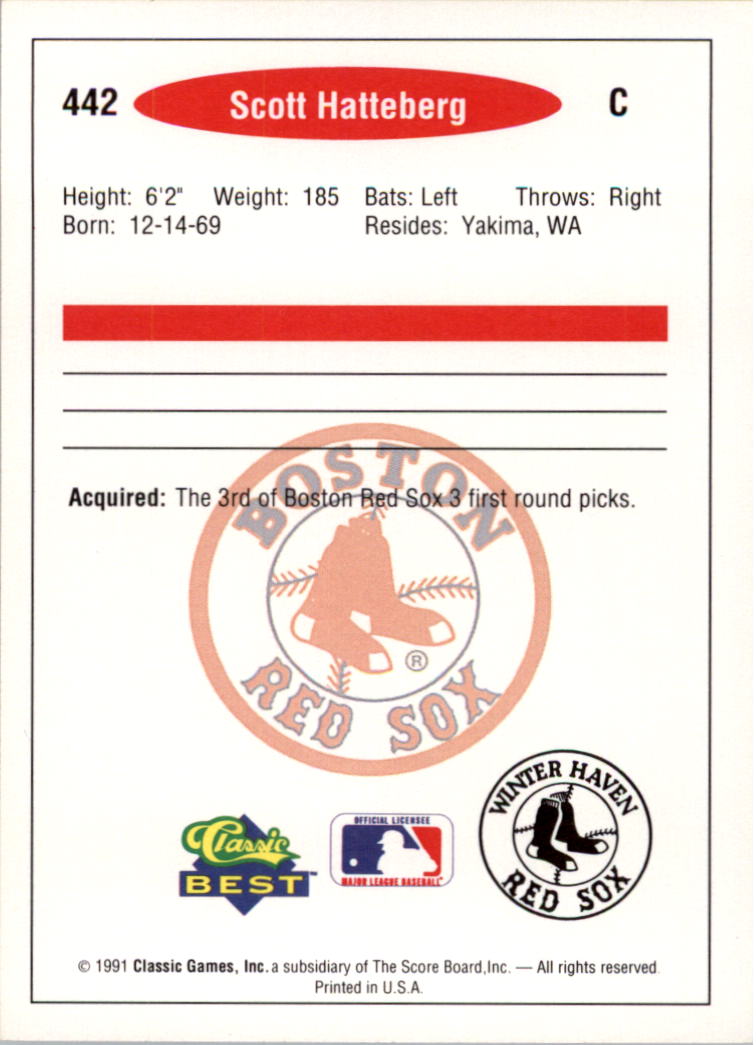 442 Scott Hatteberg C
Height: 6'2" Weight: 185 Bats: Left Throws: Right
Born: 12-14-69 Resides: Yakima, WA
BOSTON
Acquired: The 3rd of Boston Red Sox 3 first round picks.
®
RED SOX
WINTER HAVEN
RED SOX
OFFICIAL LICENSEE
MAJOR LEAGUE BASEBALL
Classic
BEST™
© 1991 Classic Games, Inc. a subsidiary of The Score Board,Inc. — All rights reserved.
Printed in U.S.A.